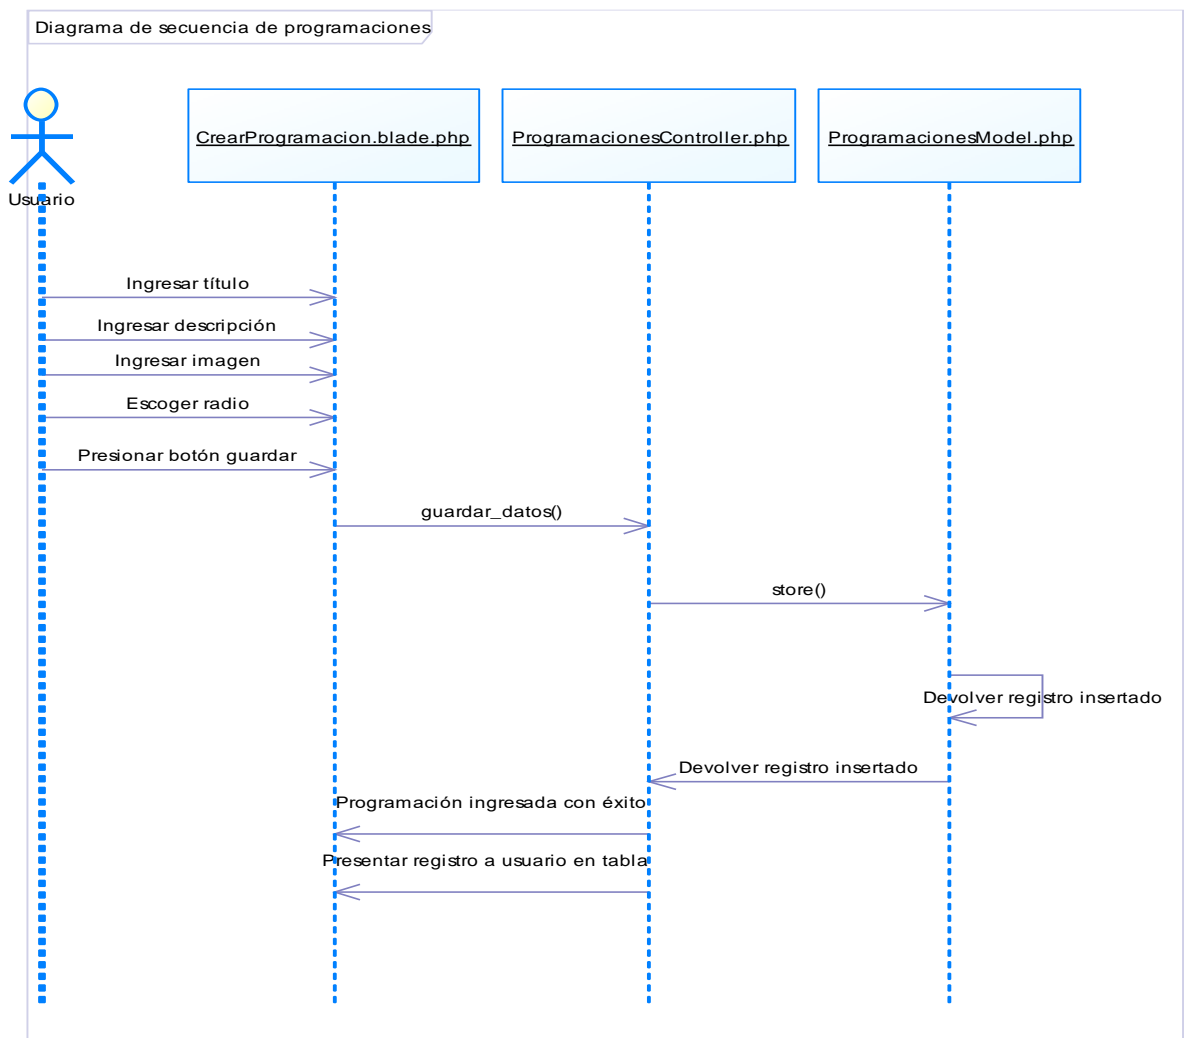 Diagrama de secuencia de programaciones
CrearProgramacion.blade.php
ProgramacionesController.php
ProgramacionesModel.php
Usuario
Ingresar título
Ingresar descripción
Ingresar imagen
Escoger radio
Presionar botón guardar
guardar_datos()
store()
Devolver registro insertado
Devolver registro insertado
Programación ingresada con éxito
Presentar registro a usuario en tabla